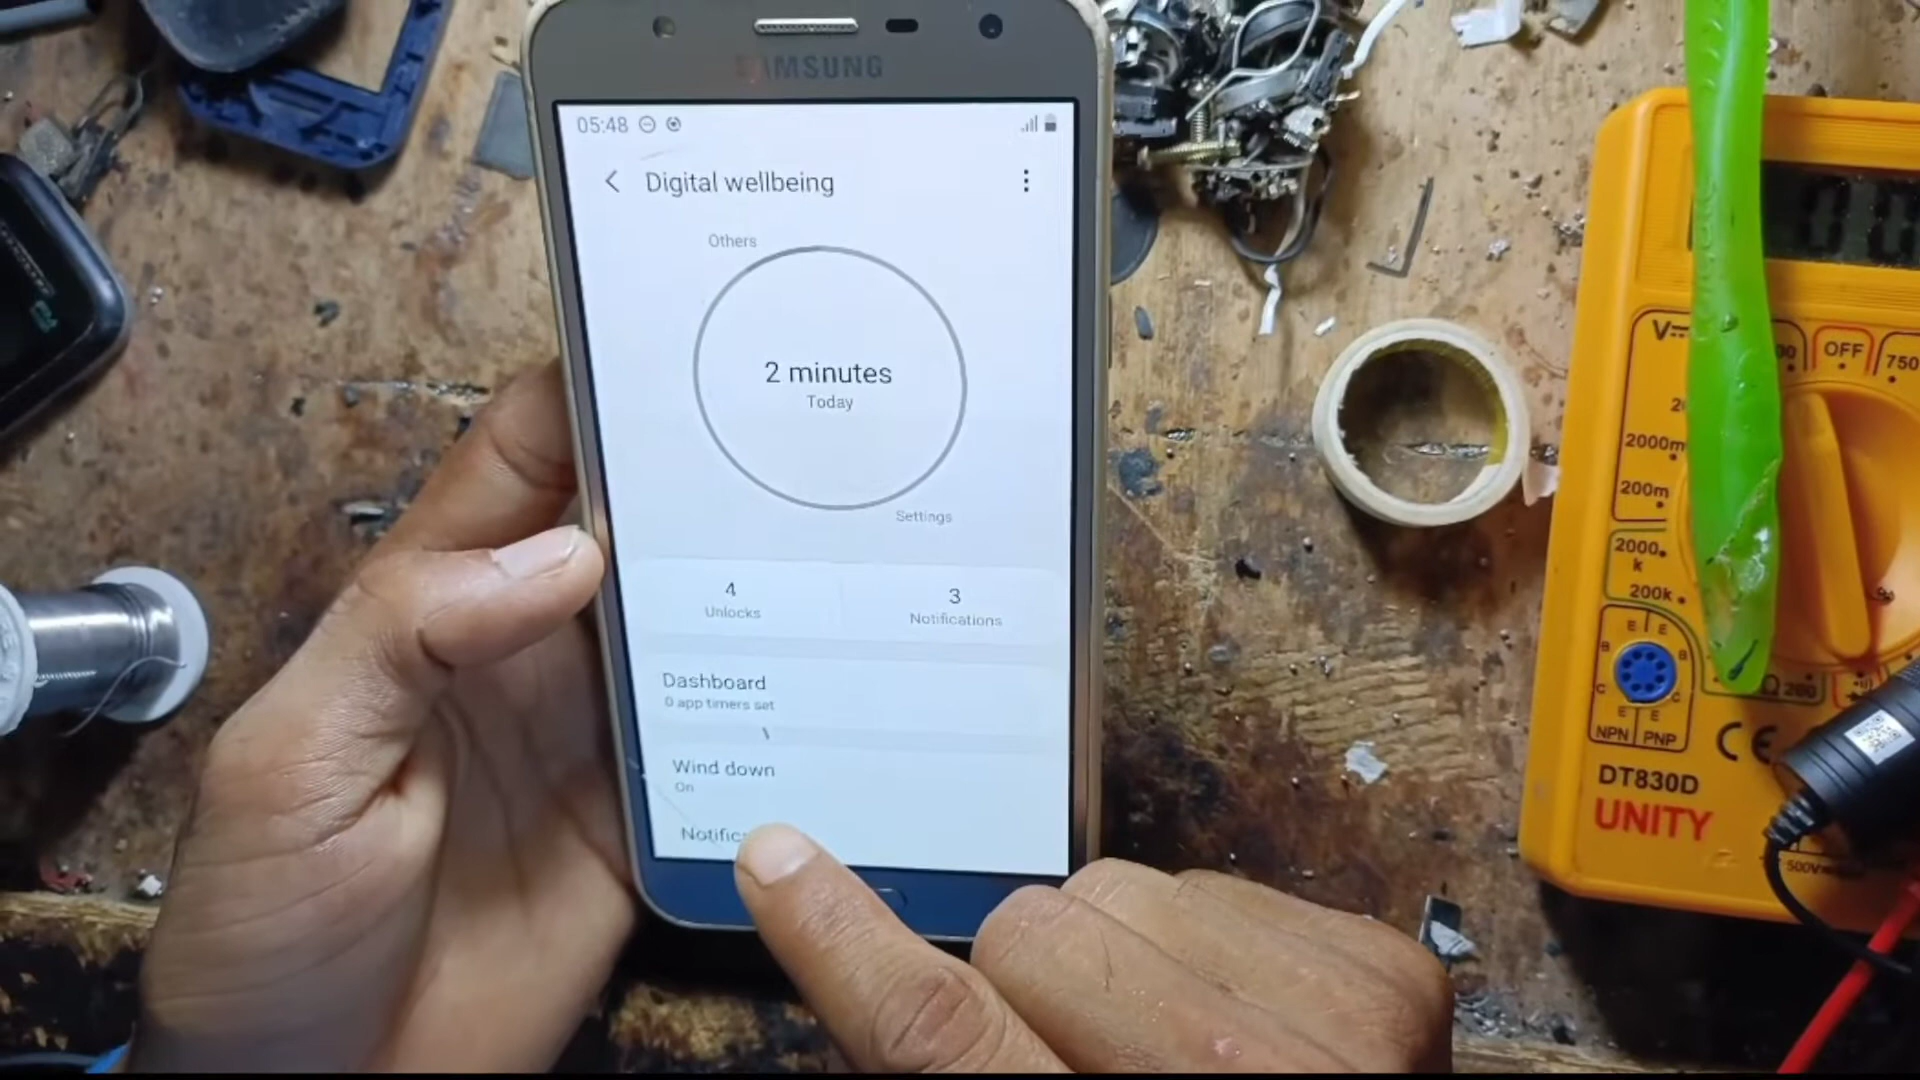 SAMSUNG
05:48
Digital wellbeing
Others
2 minutes
Today
Settings
4
Unlocks
3
Notifications
Dashboard
0 app timers set
Wind down
On
V
OFF
750
2000m
200m
2000
k
200k
E E
B B
C C
E E
NPN PNP
Ω 200
CE
DT830D
UNITY